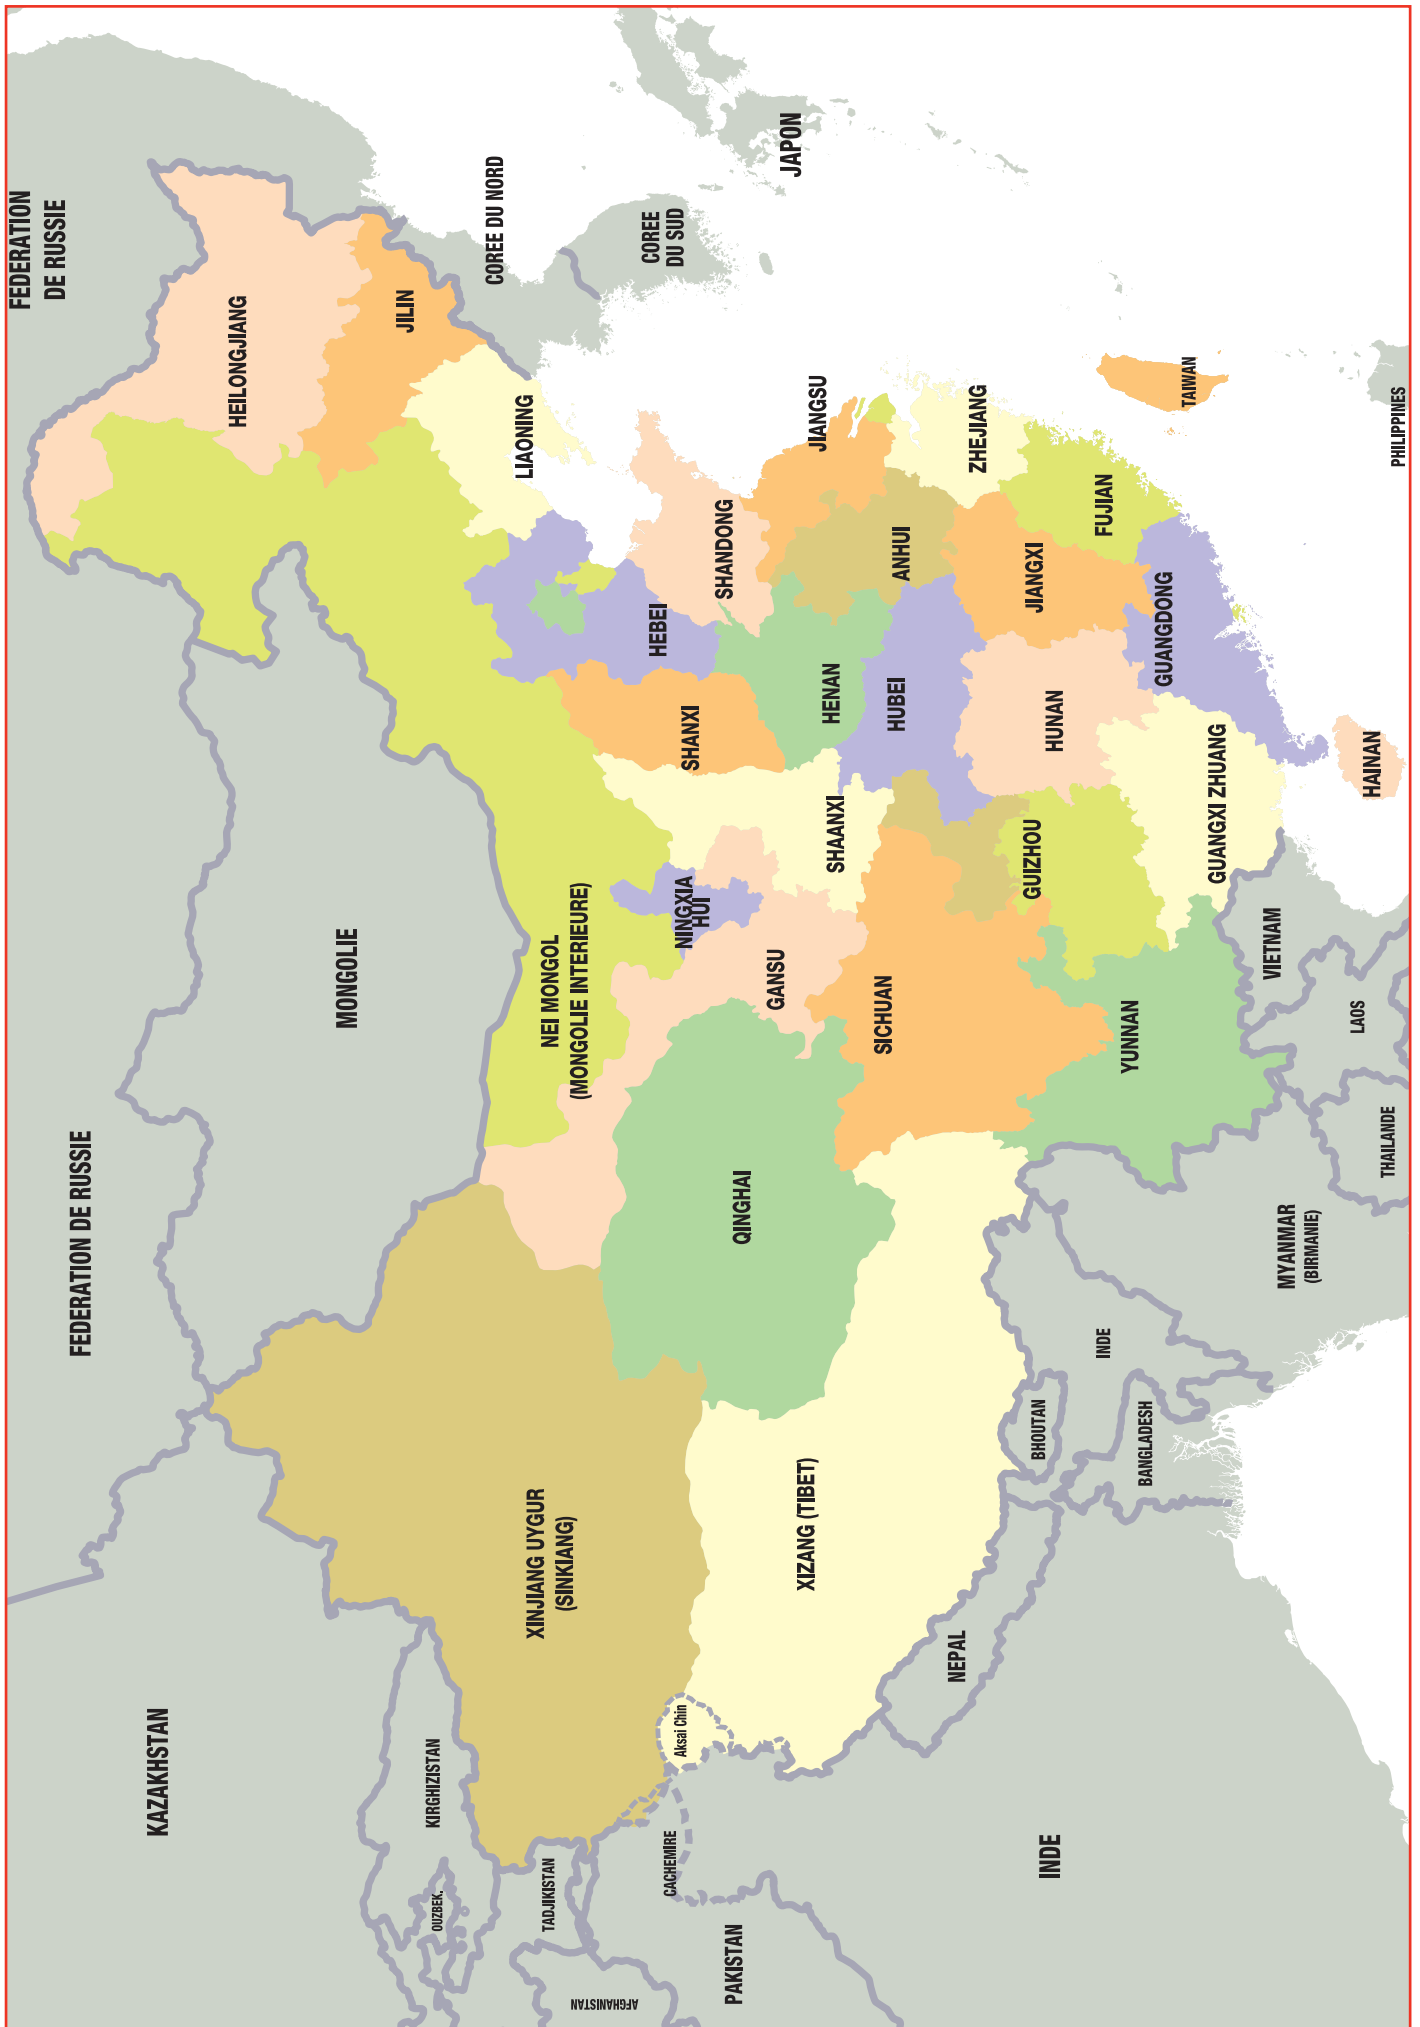 FEDERATION DE RUSSIE
FEDERATION
DE RUSSIE
KAZAKHSTAN
MONGOLIE
HEILONGJIANG
JILIN
KIRGHIZISTAN
OUZBEK.
TADJIKISTAN
AFGHANISTAN
COREE DU NORD
LIAONING
NEI MONGOL
(MONGOLIE INTERIEURE)
XINJIANG UYGUR
(SINKIANG)
COREE
DU SUD
HEBEI
SHANXI
NINGXIA
HUI
Aksai Chin
CACHEMIRE
PAKISTAN
SHANDONG
QINGHAI
GANSU
JAPON
XIZANG (TIBET)
JIANGSU
HENAN
SHAANXI
SICHUAN
ANHUI
HUBEI
NEPAL
ZHEJIANG
JIANGXI
HUNAN
GUIZHOU
BHOUTAN
INDE
INDE
FUJIAN
YUNNAN
BANGLADESH
GUANGDONG
TAIWAN
GUANGXI ZHUANG
VIETNAM
MYANMAR
(BIRMANIE)
LAOS
HAINAN
THAILANDE
PHILIPPINES